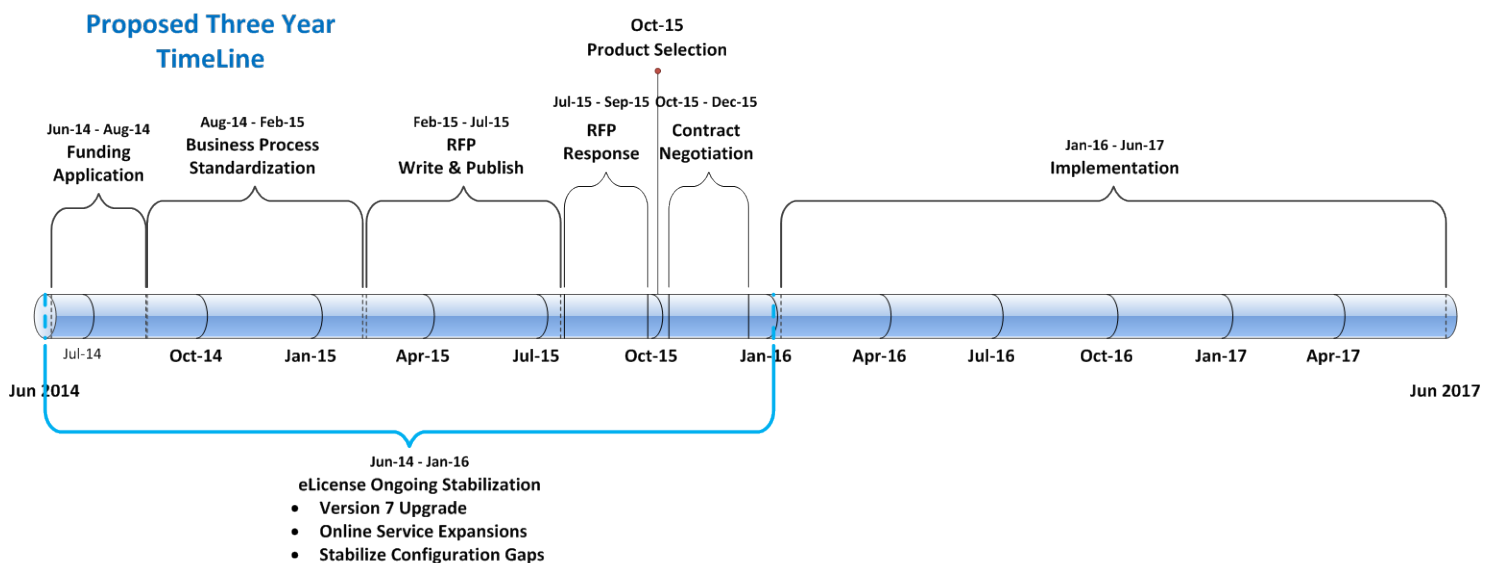 Proposed Three Year
TimeLine
Oct-15
Product Selection
Jun-14 - Aug-14
Funding
Application
Aug-14 - Feb-15
Business Process
Standardization
Feb-15 - Jul-15
RFP
Write & Publish
Jul-15 - Sep-15
RFP
Response
Oct-15 - Dec-15
Contract
Negotiation
Jan-16 - Jun-17
Implementation
Jul-14
Oct-14
Jan-15
Apr-15
Jul-15
Oct-15
Jan-16
Apr-16
Jul-16
Oct-16
Jan-17
Apr-17
Jun 2014
Jun 2017
Jun-14 - Jan-16
eLicense Ongoing Stabilization
• Version 7 Upgrade
• Online Service Expansions
• Stabilize Configuration Gaps